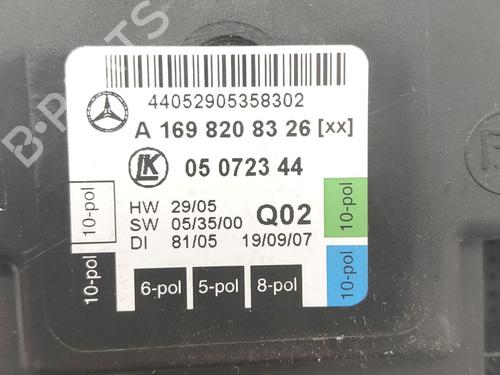 44052905358302
A 169 820 83 26 [xx]
LK 05 0723 44
HW 29/05
SW 05/35/00 Q02
DI 81/05 19/09/07
10-pol
10-pol
10-pol
10-pol
6-pol 5-pol 8-pol
B-PARTS